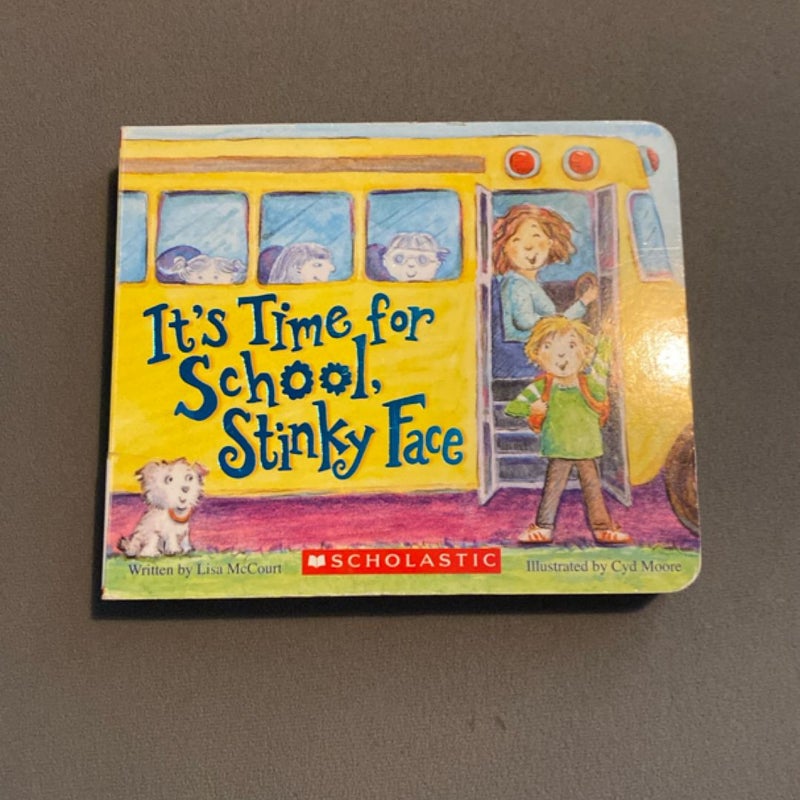 It's Time for
School,
Stinky Face
Written by Lisa McCourt
SCHOLASTIC
Illustrated by Cyd Moore